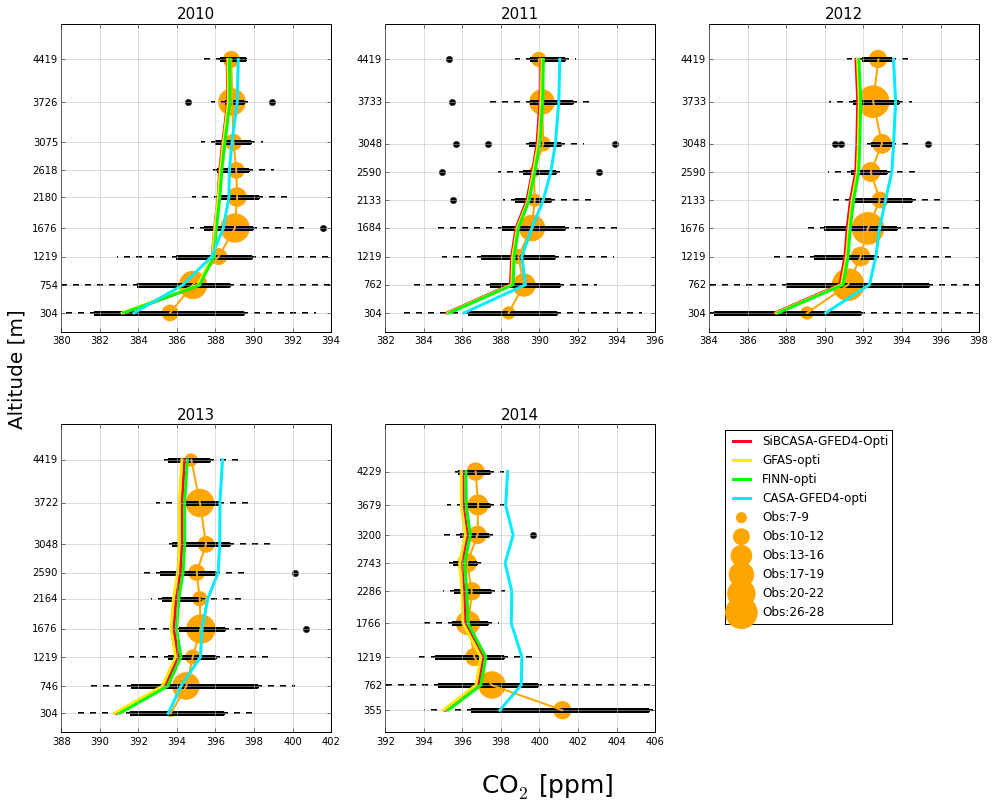 2010
2011
2012
4419
3726
3075
2618
2180
1676
1219
754
304
380 382 384 386 388 390 392 394
4419
3733
3048
2590
2133
1684
1219
762
304
382 384 386 388 390 392 394 396
4419
3733
3048
2590
2133
1676
1219
762
304
384 386 388 390 392 394 396 398
Altitude [m]
2013
2014
4419
3722
3048
2590
2164
1676
1219
746
304
388 390 392 394 396 398 400 402
4229
3679
3200
2743
2286
1766
1219
762
355
392 394 396 398 400 402 404 406
SiBCASA-GFED4-Opti
GFAS-opti
FINN-opti
CASA-GFED4-opti
Obs:7-9
Obs:10-12
Obs:13-16
Obs:17-19
Obs:20-22
Obs:26-28
CO2 [ppm]